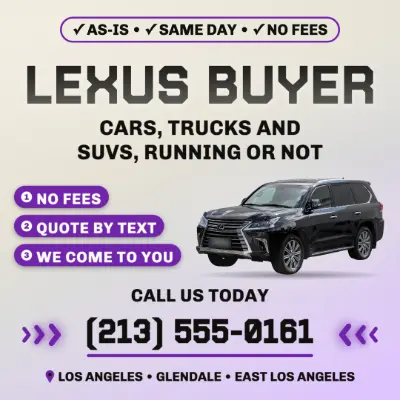 ✓AS-IS • ✓SAME DAY • ✓NO FEES
LEXUS BUYER
CARS, TRUCKS AND
SUVS, RUNNING OR NOT
1 NO FEES
2 QUOTE BY TEXT
3 WE COME TO YOU
CALL US TODAY
(213) 555-0161
LOS ANGELES • GLENDALE • EAST LOS ANGELES